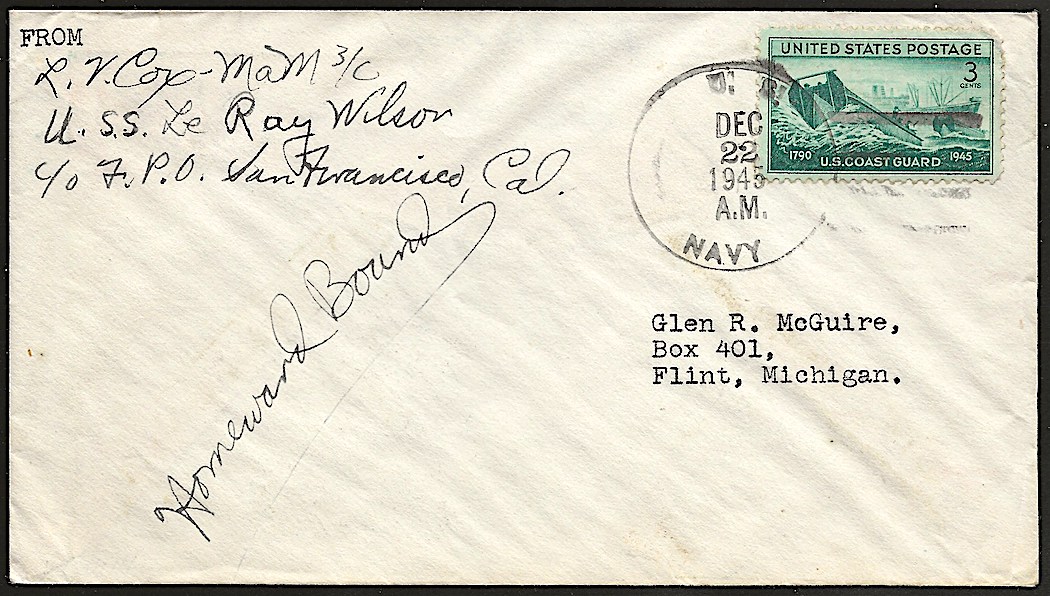 FROM
L. V. Cox - MaM 3/c
U.S.S. Le Ray Wilson
c/o F.P.O. San Francisco, Cal.
Homeward Bound
UNITED STATES POSTAGE
3
CENTS
1790 U.S. COAST GUARD 1945
U. S.
DEC
22
1945
A.M.
NAVY
Glen R. McGuire,
Box 401,
Flint, Michigan.